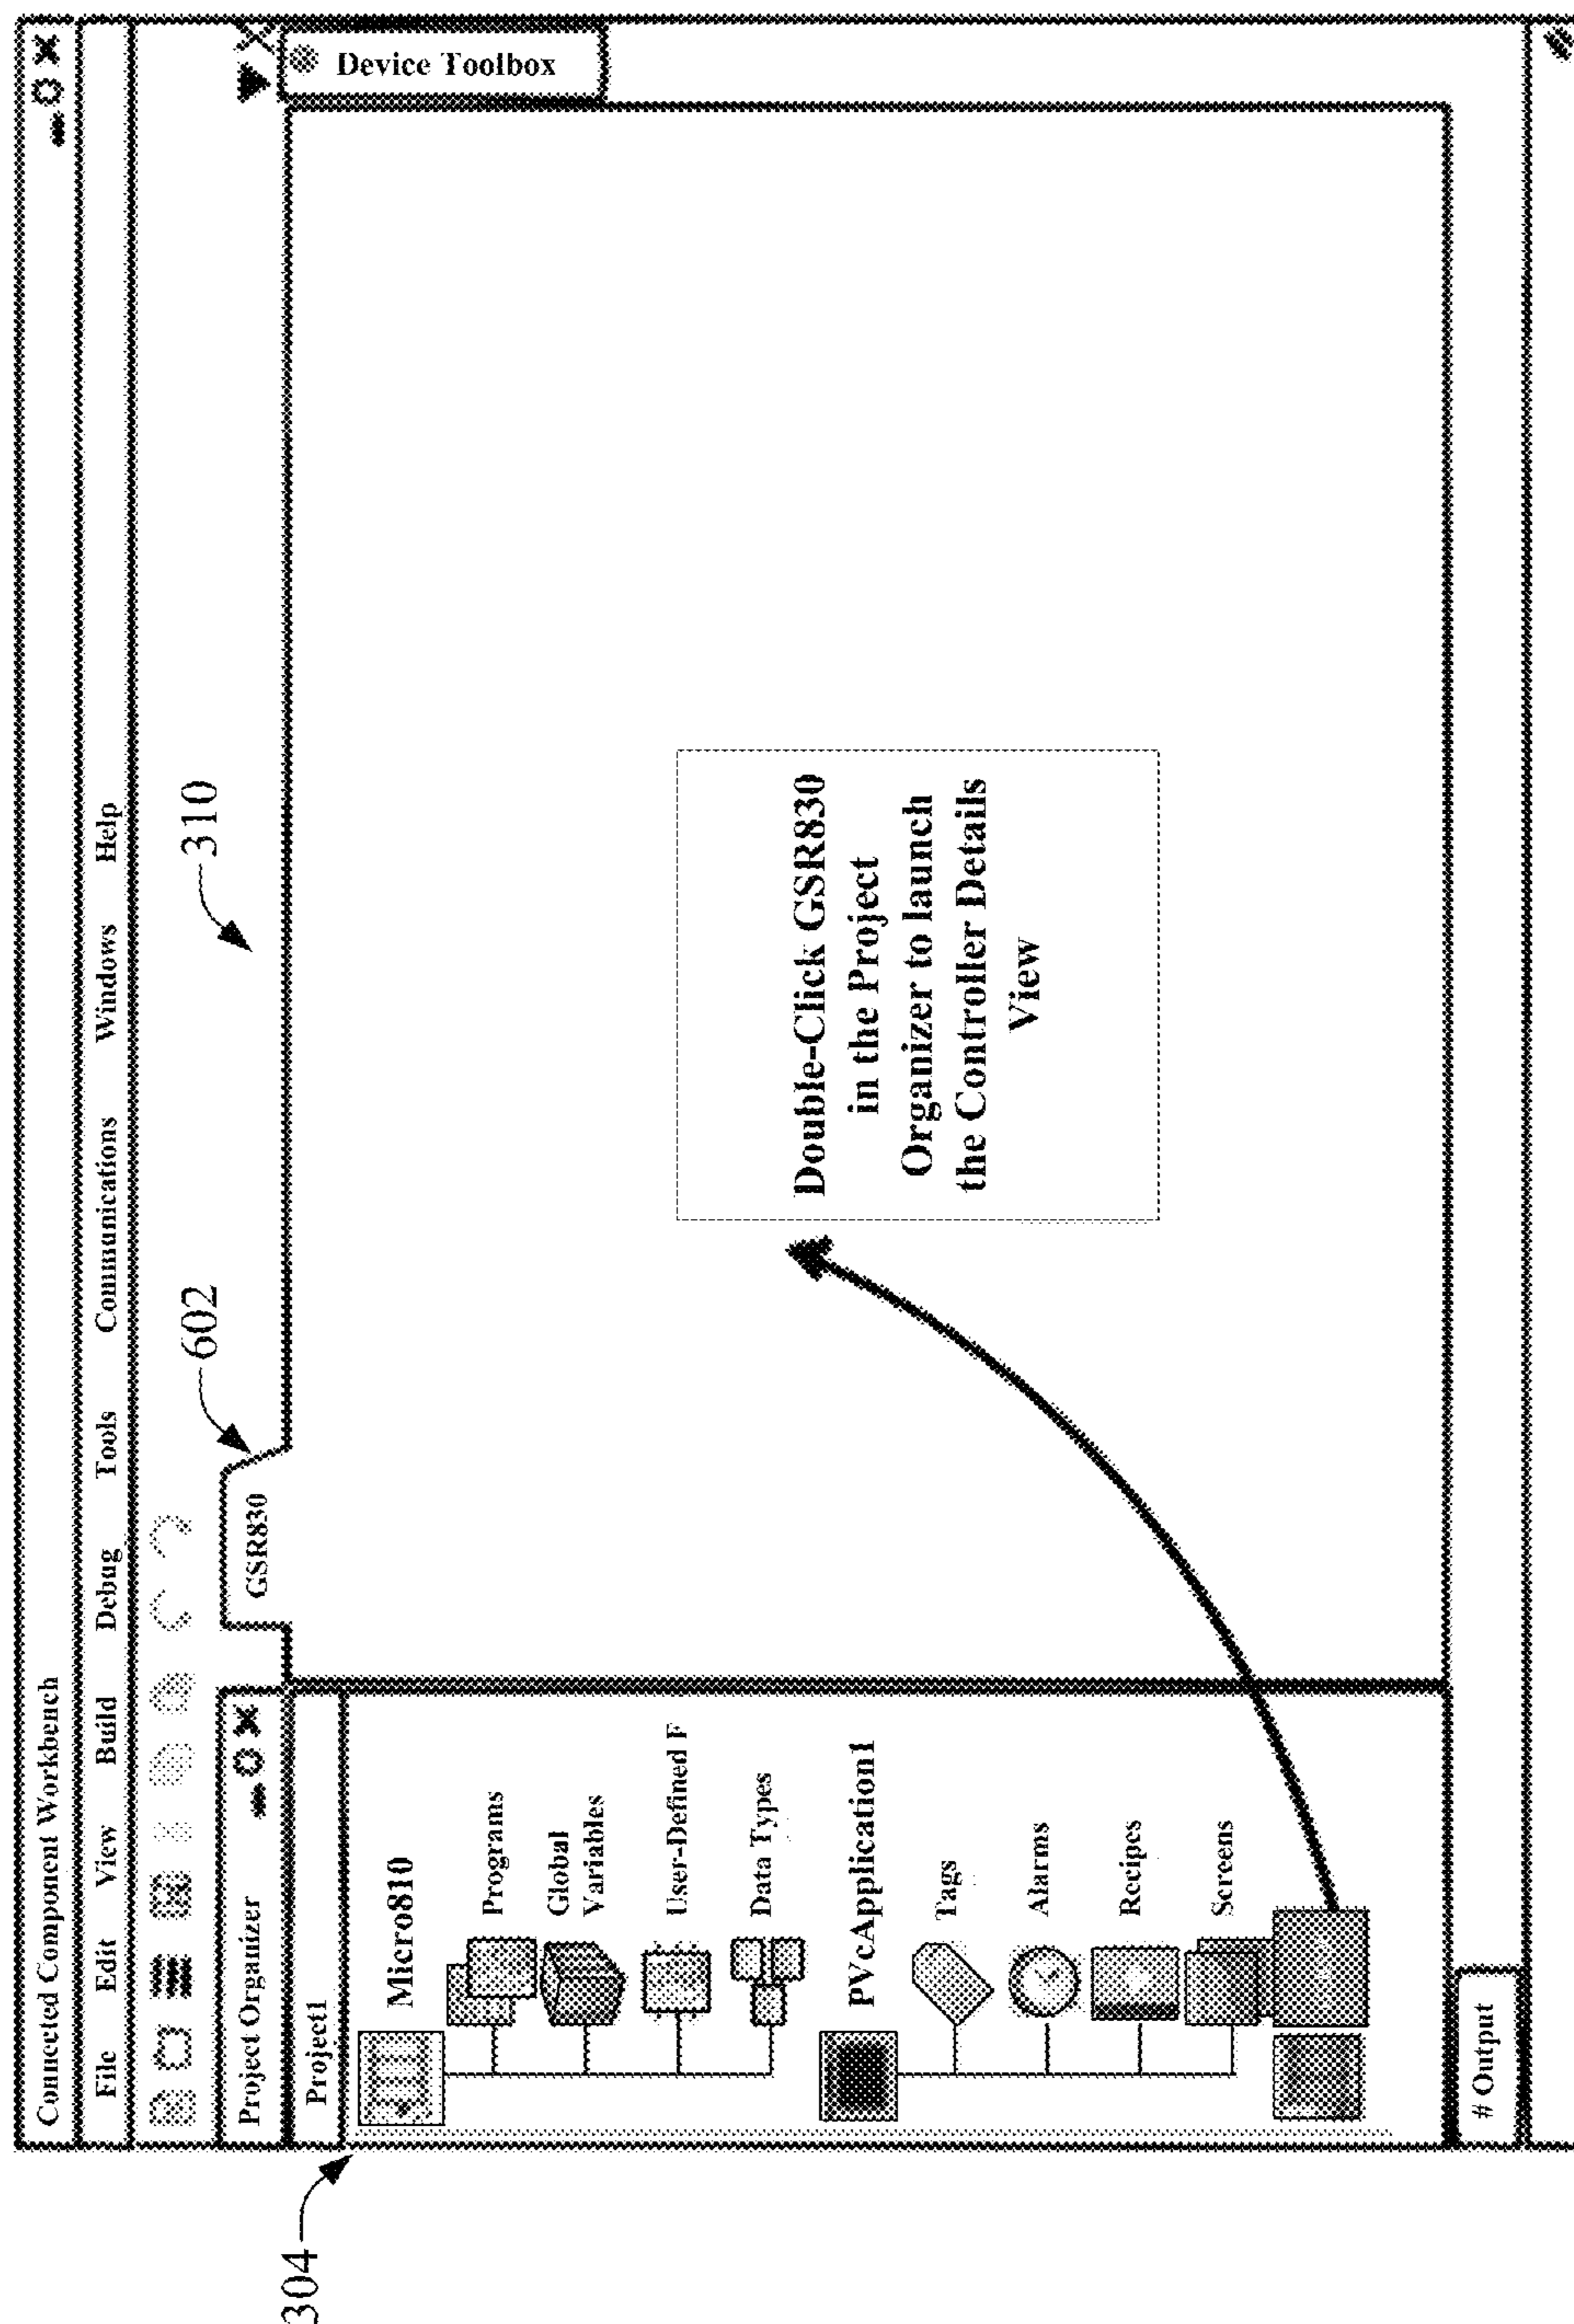 Connected Component Workbench
File Edit View Build Debug Tools Communications Windows Help
310
602
Project Organizer
GSR830
Device Toolbox
Project1
304
Micro810
Programs
Global
Variables
User-Defined F
Data Types
PVcApplication1
Tags
Alarms
Recipes
Screens
Double-Click GSR830
in the Project
Organizer to launch
the Controller Details
View
# Output